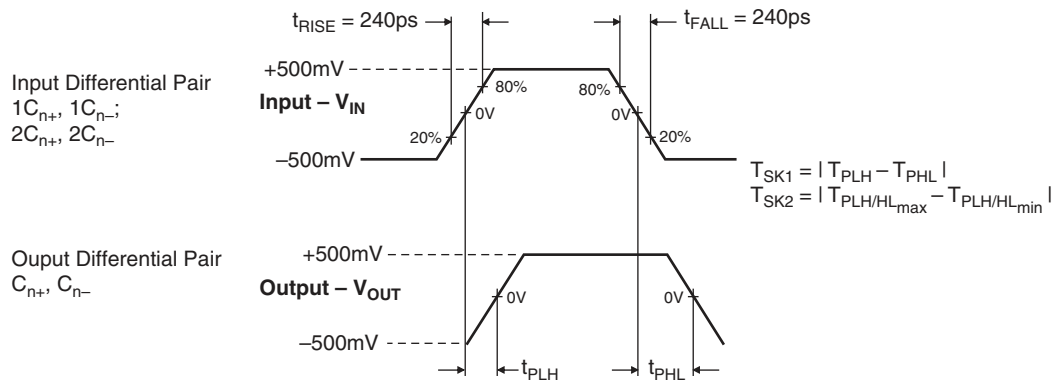 t_RISE = 240ps
t_FALL = 240ps
Input Differential Pair
1C_n+, 1C_n–;
2C_n+, 2C_n–
+500mV
Input – V_IN
80%
0V
20%
–500mV
80%
0V
20%
T_SK1 = | T_PLH – T_PHL |
T_SK2 = | T_PLH/HL_max – T_PLH/HL_min |
Ouput Differential Pair
C_n+, C_n–
+500mV
Output – V_OUT
0V
0V
–500mV
t_PLH
t_PHL